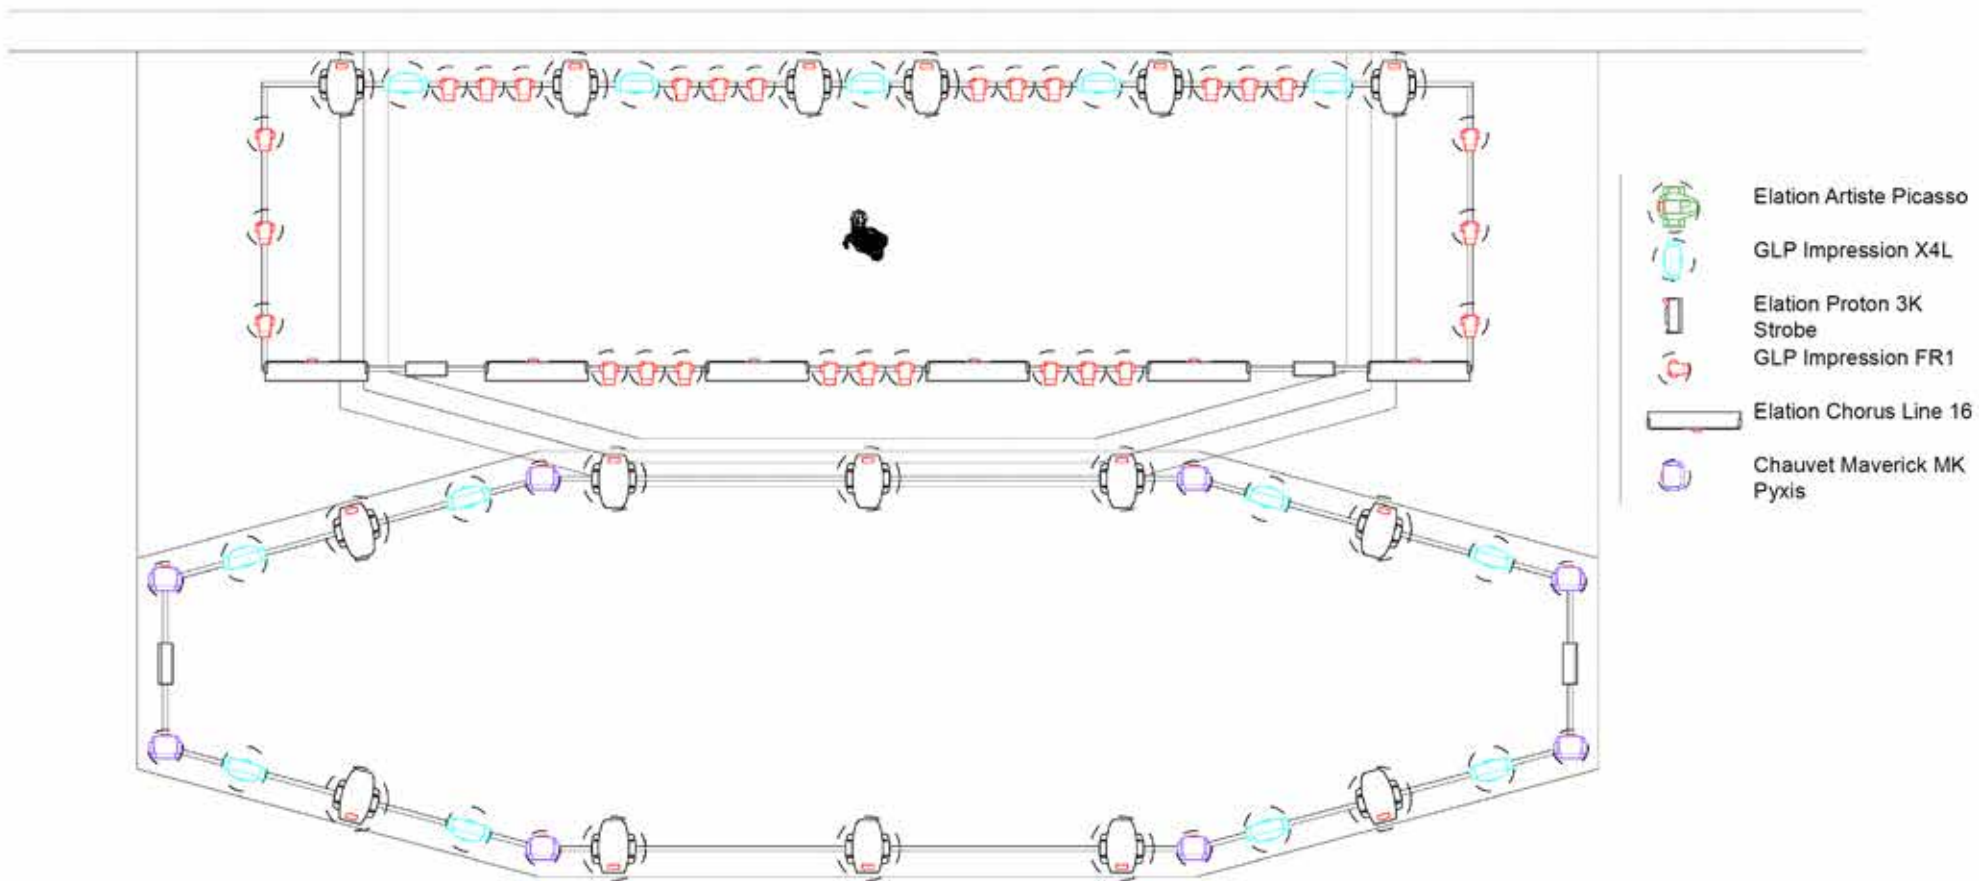 Elation Artiste Picasso
GLP Impression X4L
Elation Proton 3K
Strobe
GLP Impression FR1
Elation Chorus Line 16
Chauvet Maverick MK
Pyxis